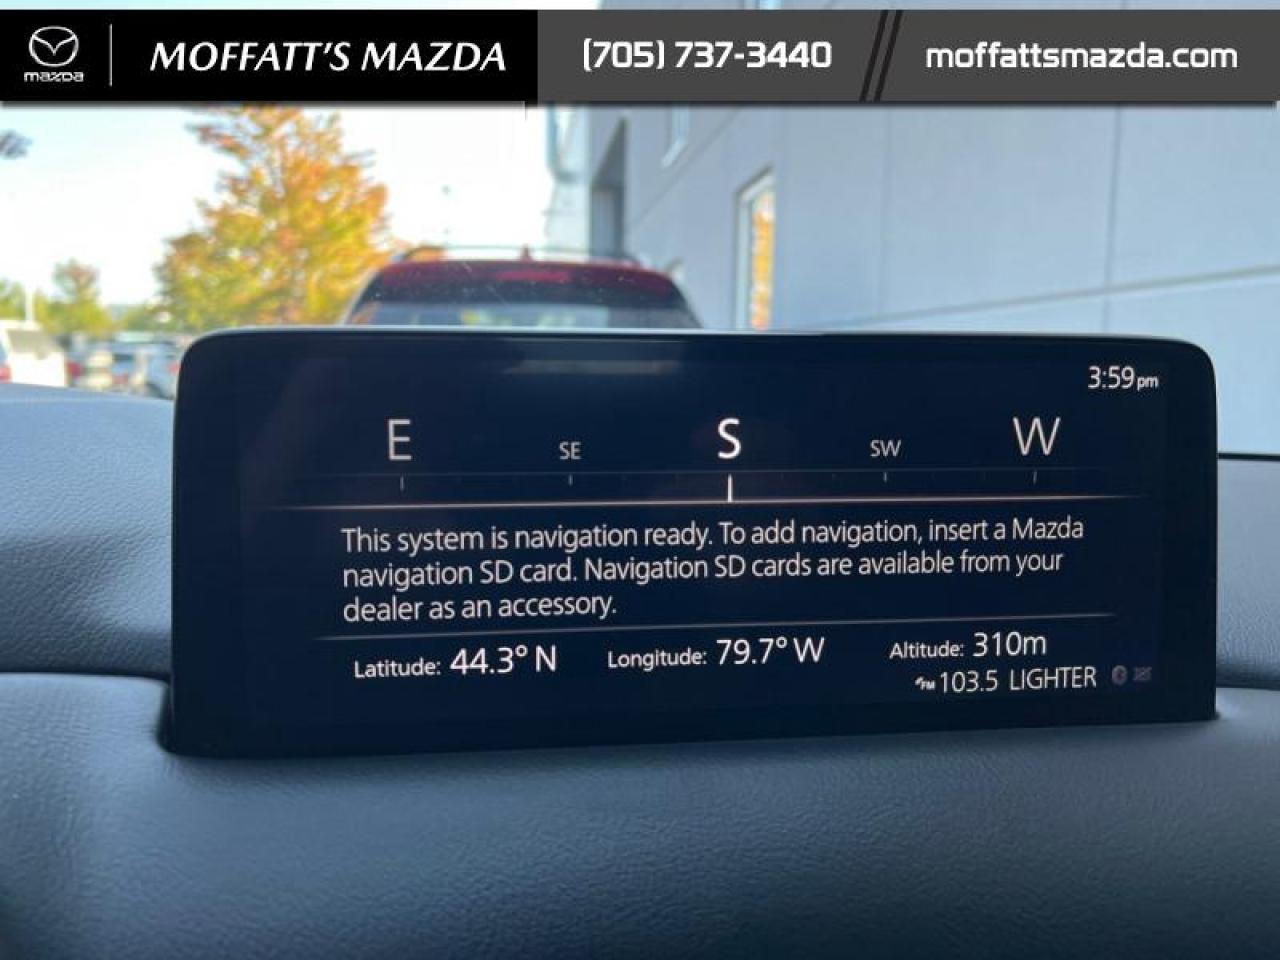 mazda
MOFFATT'S MAZDA
(705) 737-3440
moffattsmazda.com
3:59 pm
E SE S SW W
This system is navigation ready. To add navigation, insert a Mazda
navigation SD card. Navigation SD cards are available from your
dealer as an accessory.
Latitude: 44.3° N Longitude: 79.7° W Altitude: 310m
FM 103.5 LIGHTER